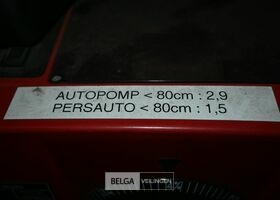 AUTOPOMP < 80cm : 2,9
PERSAUTO < 80cm : 1,5
BELGA VEILINGEN